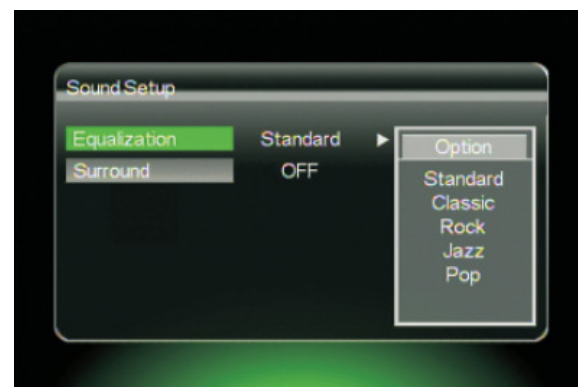 Sound Setup
Equalization Standard ▶ Option
Surround OFF Standard
Classic
Rock
Jazz
Pop